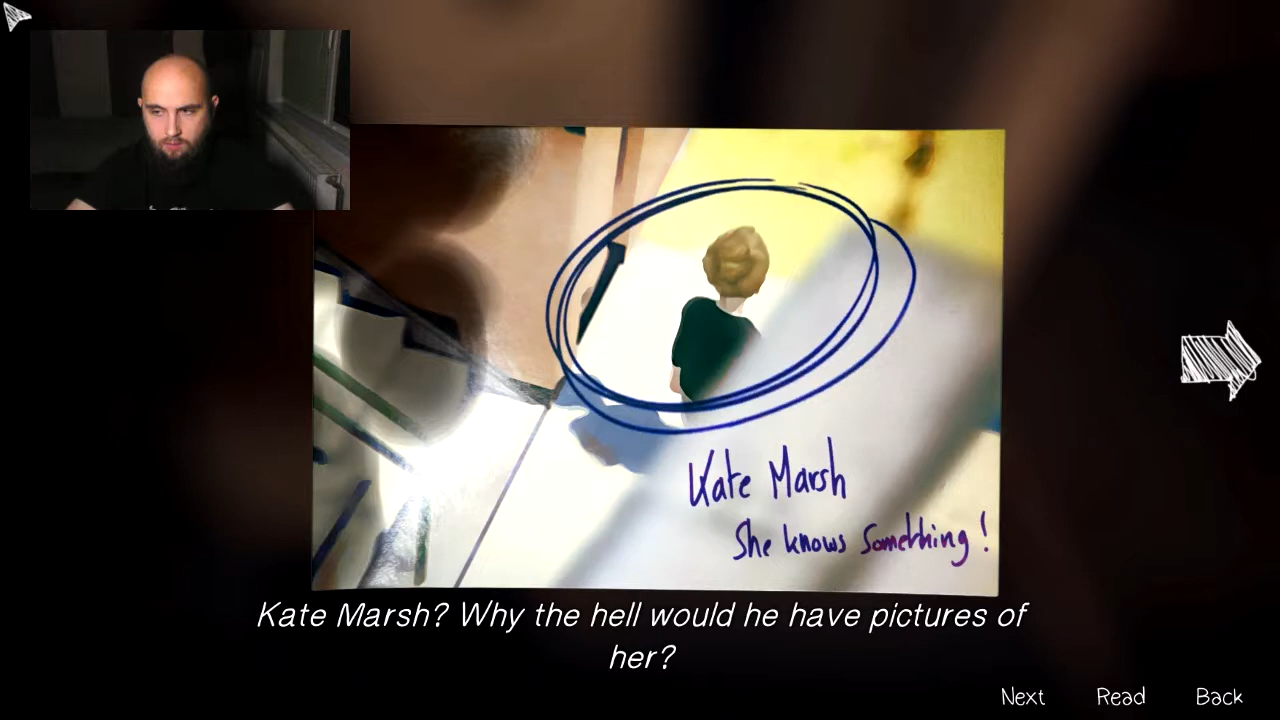 Kate Marsh
She knows something!
Kate Marsh? Why the hell would he have pictures of
her?
Next Read Back